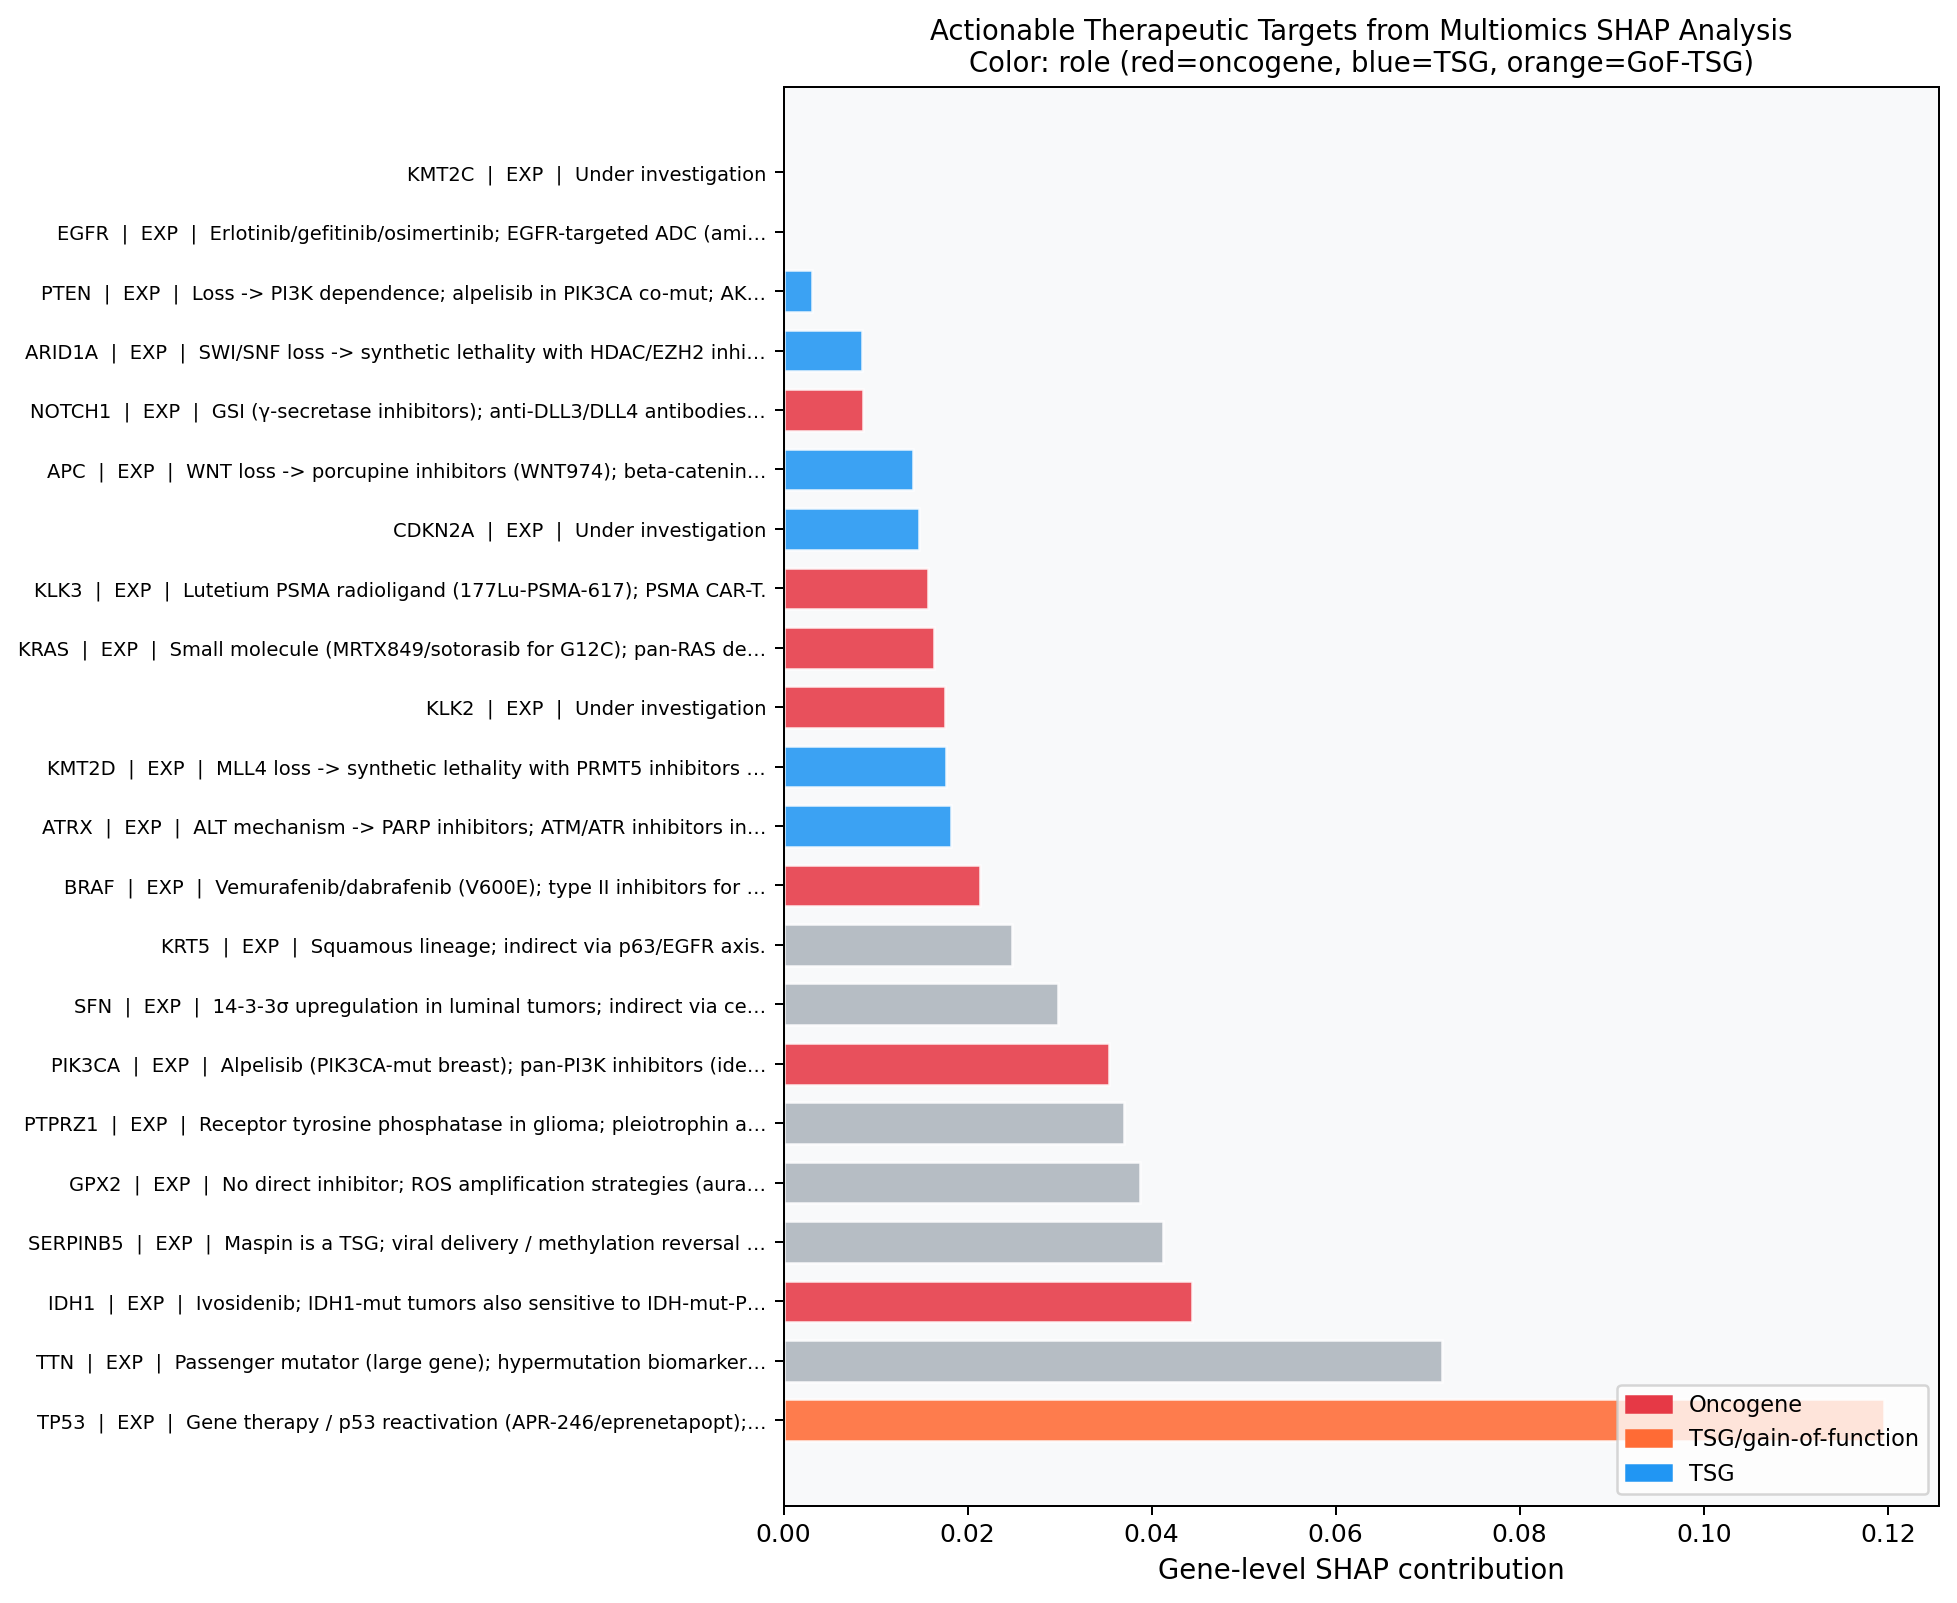 Actionable Therapeutic Targets from Multiomics SHAP Analysis
Color: role (red=oncogene, blue=TSG, orange=GoF-TSG)
KMT2C | EXP | Under investigation
EGFR | EXP | Erlotinib/gefitinib/osimertinib; EGFR-targeted ADC (ami…
PTEN | EXP | Loss -> PI3K dependence; alpelisib in PIK3CA co-mut; AK…
ARID1A | EXP | SWI/SNF loss -> synthetic lethality with HDAC/EZH2 inhi…
NOTCH1 | EXP | GSI (γ-secretase inhibitors); anti-DLL3/DLL4 antibodies…
APC | EXP | WNT loss -> porcupine inhibitors (WNT974); beta-catenin…
CDKN2A | EXP | Under investigation
KLK3 | EXP | Lutetium PSMA radioligand (177Lu-PSMA-617); PSMA CAR-T.
KRAS | EXP | Small molecule (MRTX849/sotorasib for G12C); pan-RAS de…
KLK2 | EXP | Under investigation
KMT2D | EXP | MLL4 loss -> synthetic lethality with PRMT5 inhibitors …
ATRX | EXP | ALT mechanism -> PARP inhibitors; ATM/ATR inhibitors in…
BRAF | EXP | Vemurafenib/dabrafenib (V600E); type II inhibitors for …
KRT5 | EXP | Squamous lineage; indirect via p63/EGFR axis.
SFN | EXP | 14-3-3σ upregulation in luminal tumors; indirect via ce…
PIK3CA | EXP | Alpelisib (PIK3CA-mut breast); pan-PI3K inhibitors (ide…
PTPRZ1 | EXP | Receptor tyrosine phosphatase in glioma; pleiotrophin a…
GPX2 | EXP | No direct inhibitor; ROS amplification strategies (aura…
SERPINB5 | EXP | Maspin is a TSG; viral delivery / methylation reversal …
IDH1 | EXP | Ivosidenib; IDH1-mut tumors also sensitive to IDH-mut-P…
TTN | EXP | Passenger mutator (large gene); hypermutation biomarker…
TP53 | EXP | Gene therapy / p53 reactivation (APR-246/eprenetapopt);…
Oncogene
TSG/gain-of-function
TSG
0.00 0.02 0.04 0.06 0.08 0.10 0.12
Gene-level SHAP contribution